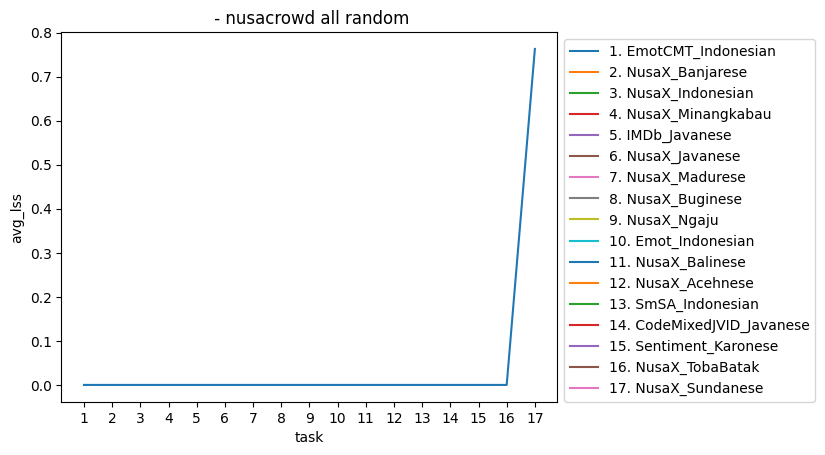 - nusacrowd all random
0.8
0.7
0.6
0.5
0.4
0.3
0.2
0.1
0.0
avg_lss
1 2 3 4 5 6 7 8 9 10 11 12 13 14 15 16 17
task
1. EmotCMT_Indonesian
2. NusaX_Banjarese
3. NusaX_Indonesian
4. NusaX_Minangkabau
5. IMDb_Javanese
6. NusaX_Javanese
7. NusaX_Madurese
8. NusaX_Buginese
9. NusaX_Ngaju
10. Emot_Indonesian
11. NusaX_Balinese
12. NusaX_Acehnese
13. SmSA_Indonesian
14. CodeMixedJVID_Javanese
15. Sentiment_Karonese
16. NusaX_TobaBatak
17. NusaX_Sundanese